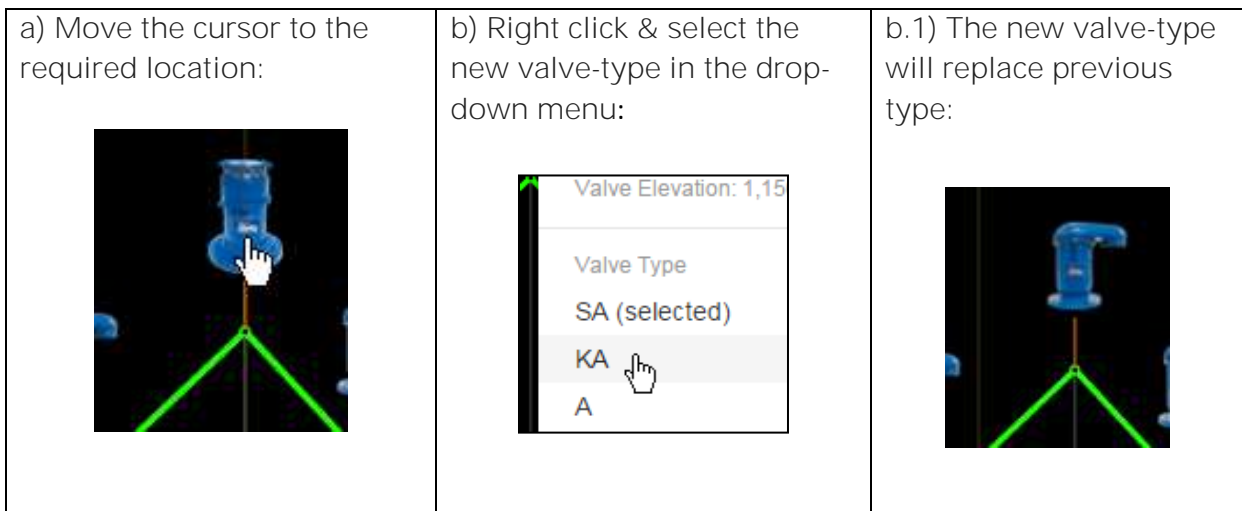 a) Move the cursor to the
required location:
b) Right click & select the
new valve-type in the drop-
down menu:
Valve Elevation: 1,15
Valve Type
SA (selected)
KA
A
b.1) The new valve-type
will replace previous
type: